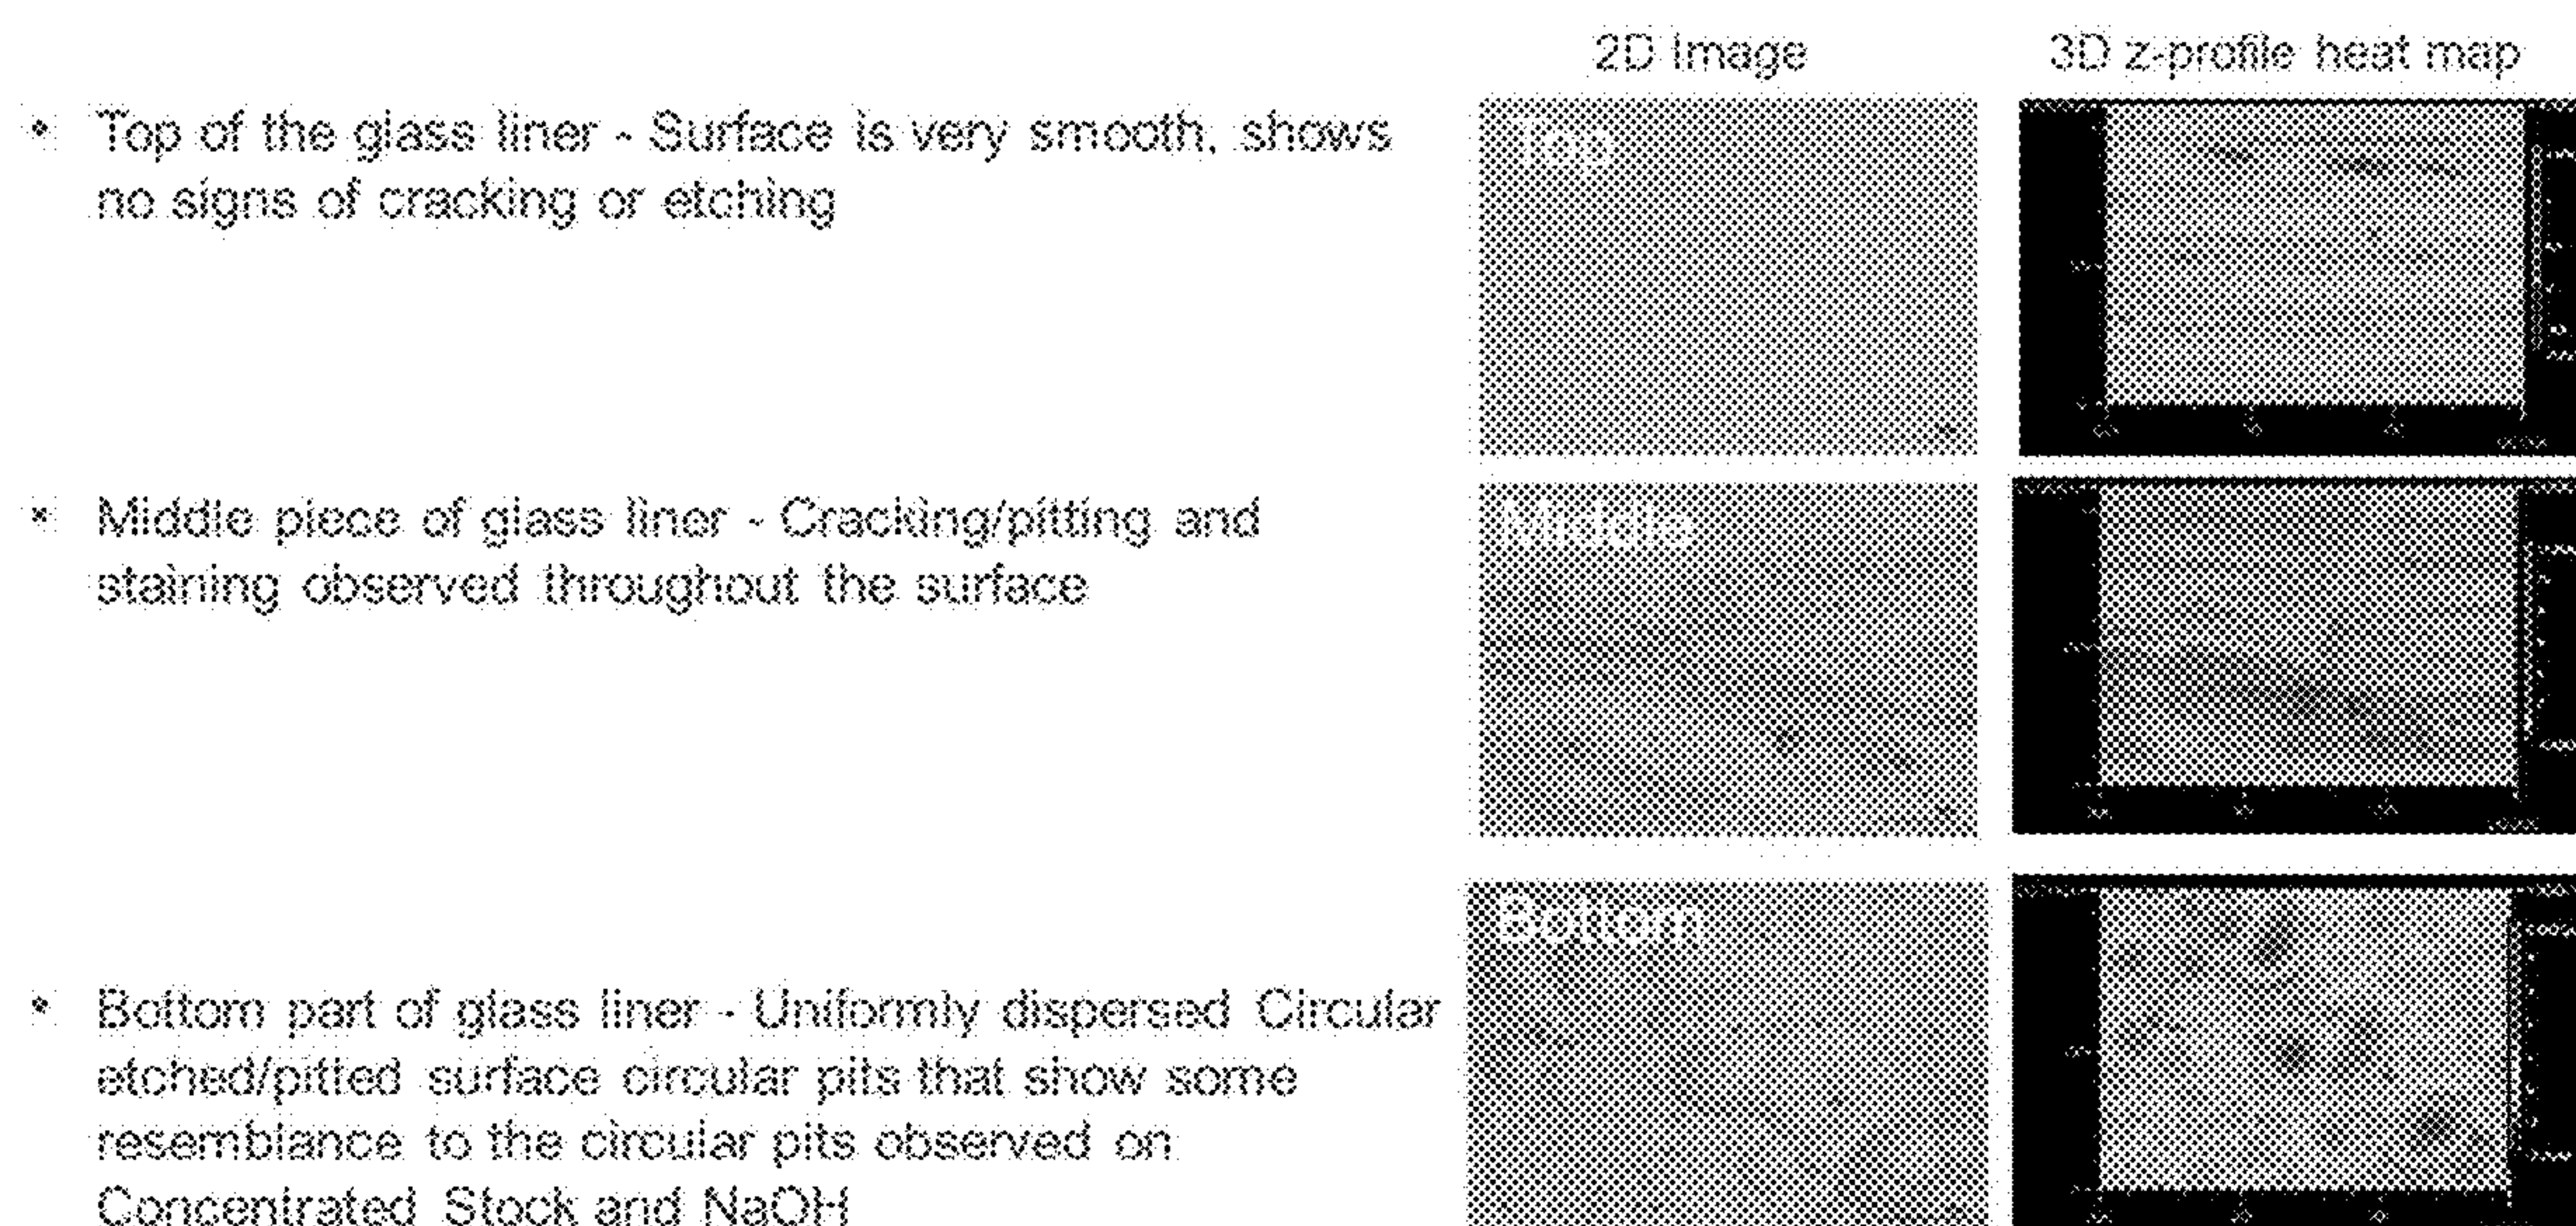 2D Image
3D z-profile heat map
• Top of the glass liner - Surface is very smooth, shows
no signs of cracking or etching
Top
• Middle piece of glass liner - Cracking/pitting and
staining observed throughout the surface
Middle
Bottom
• Bottom part of glass liner - Uniformly dispersed Circular
etched/pitted surface circular pits that show some
resemblance to the circular pits observed on
Concentrated Stock and NaOH